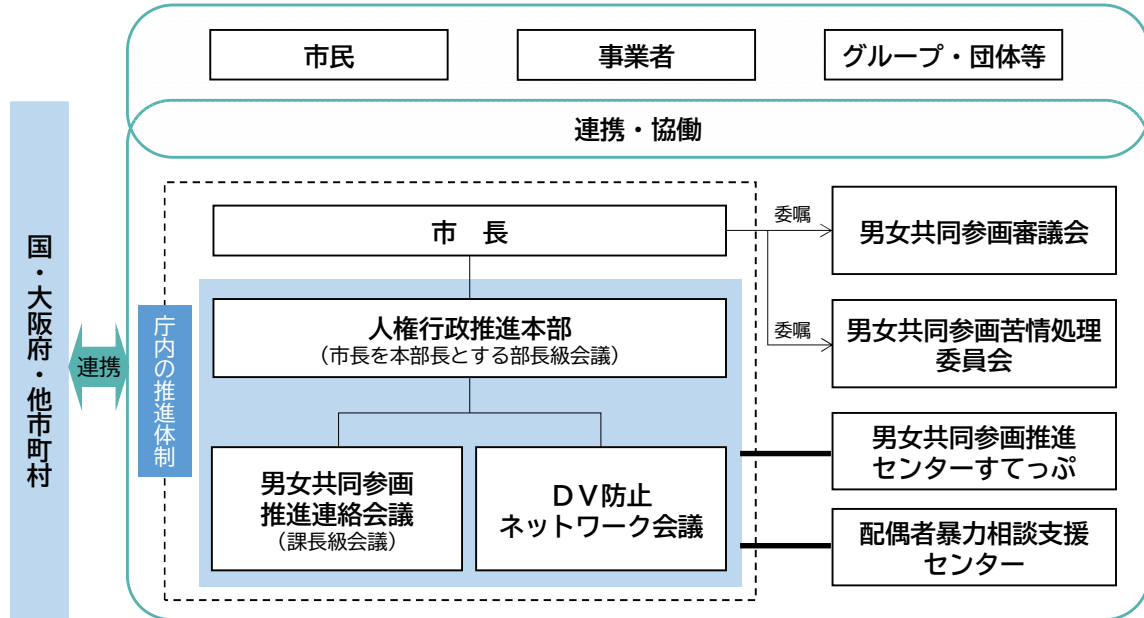 市民
事業者
グループ・団体等
連携・協働
国・大阪府・他市町村
連携
庁内の推進体制
市　長
人権行政推進本部
（市長を本部長とする部長級会議）
男女共同参画
推進連絡会議
（課長級会議）
ＤＶ防止
ネットワーク会議
委嘱
男女共同参画審議会
委嘱
男女共同参画苦情処理
委員会
男女共同参画推進
センターすてっぷ
配偶者暴力相談支援
センター